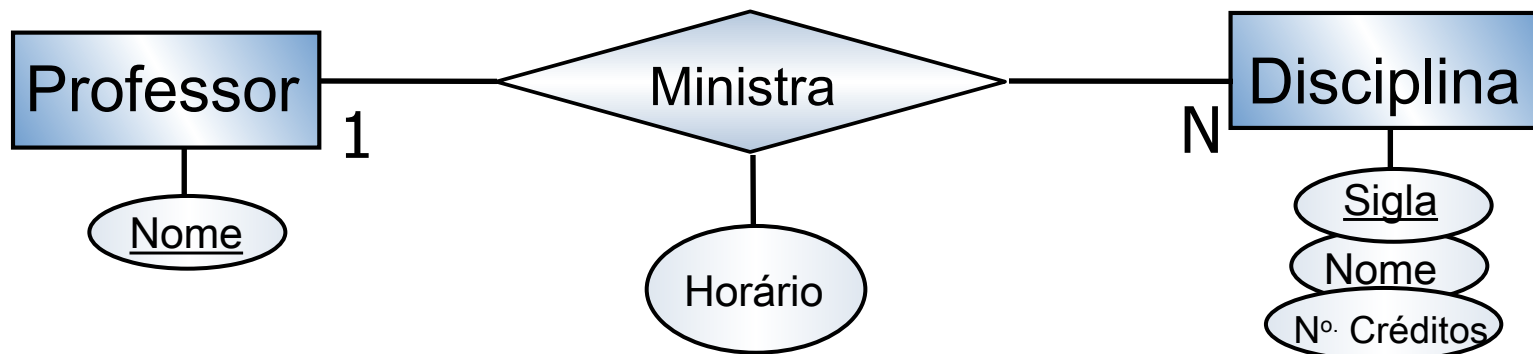 Professor
1
Ministra
N
Disciplina
Nome
Horário
Sigla
Nome
Nº. Créditos